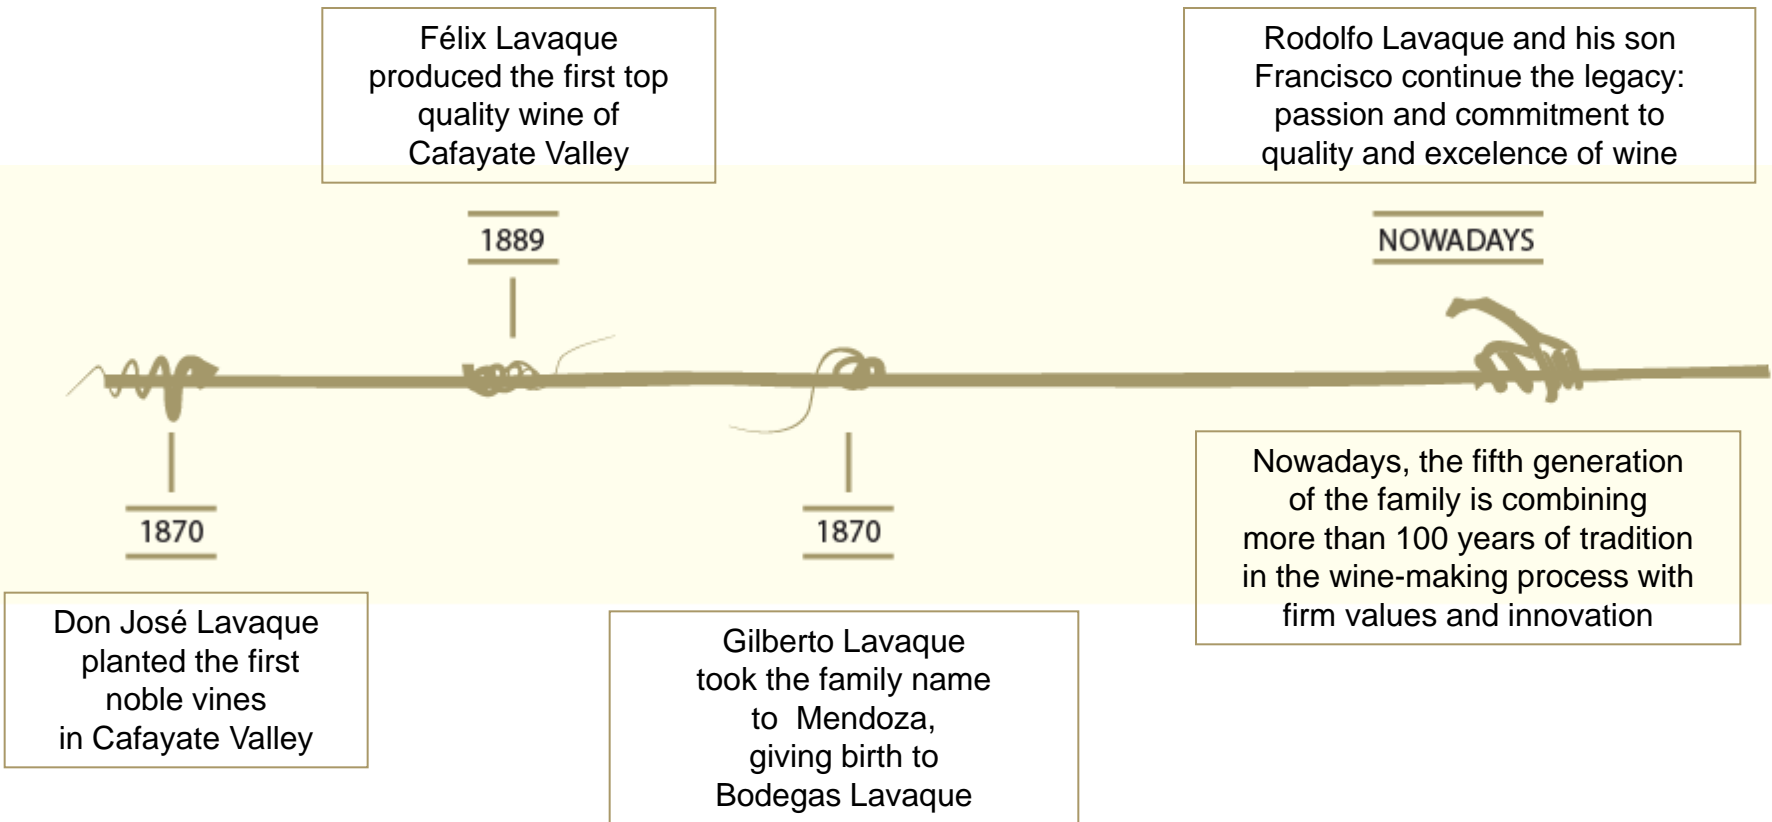 Félix Lavaque
produced the first top
quality wine of
Cafayate Valley
Rodolfo Lavaque and his son
Francisco continue the legacy:
passion and commitment to
quality and excelence of wine
1889
NOWADAYS
1870
Don José Lavaque
planted the first
noble vines
in Cafayate Valley
1870
Gilberto Lavaque
took the family name
to Mendoza,
giving birth to
Bodegas Lavaque
Nowadays, the fifth generation
of the family is combining
more than 100 years of tradition
in the wine-making process with
firm values and innovation